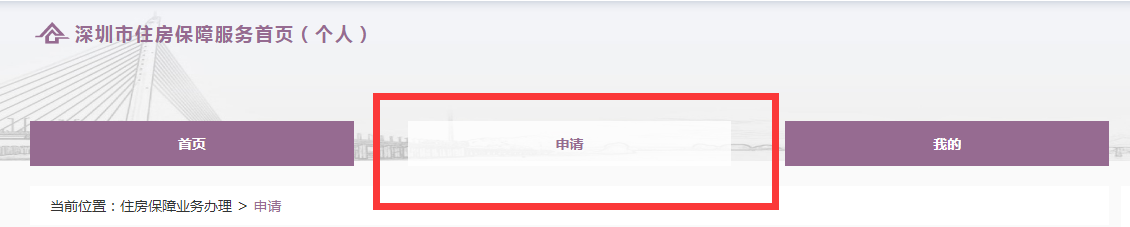 深圳市住房保障服务首页（个人）
首页
申请
我的
当前位置：住房保障业务办理 > 申请